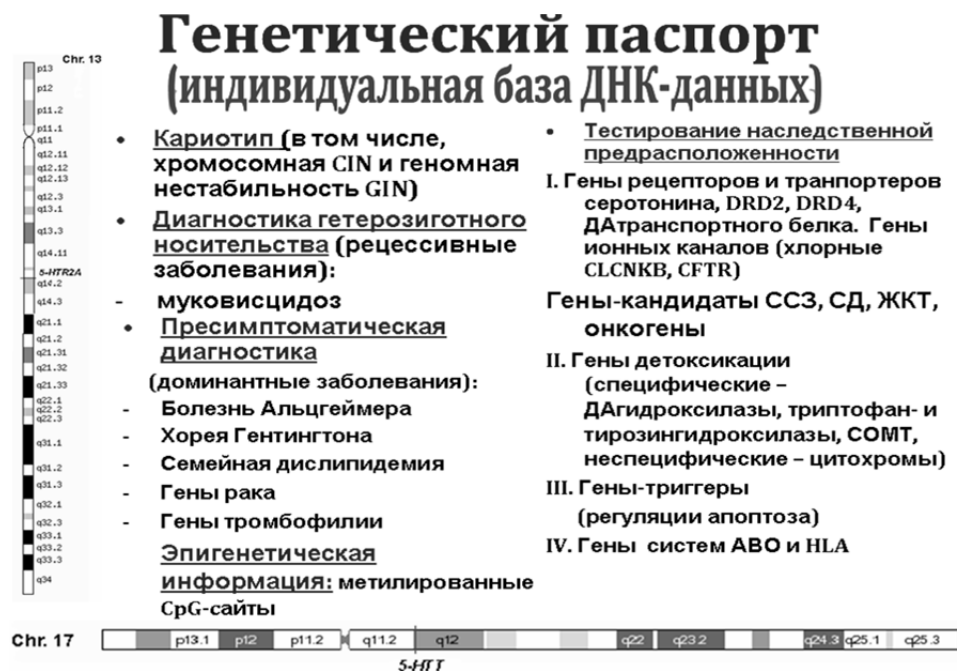 Генетический паспорт
(индивидуальная база ДНК-данных)
Chr. 13
p13
p12
p11.2
p11.1
q11
q12.11
q12.12
q12.13
q12.3
q13.1
q13.3
q14.11
5-HTR2A
q14.2
q14.3
q21.1
q21.2
q21.31
q21.32
q21.33
q22.1
q22.2
q22.3
q31.1
q31.2
q31.3
q32.1
q32.3
q33.1
q33.2
q33.3
q34
• Кариотип (в том числе,
хромосомная CIN и геномная
нестабильность GIN)
• Диагностика гетерозиготного
носительства (рецессивные
заболевания):
- муковисцидоз
• Пресимптоматическая
диагностика
(доминантные заболевания):
- Болезнь Альцгеймера
- Хорея Гентингтона
- Семейная дислипидемия
- Гены рака
- Гены тромбофилии
Эпигенетическая
информация: метилированные
CpG-сайты
• Тестирование наследственной
предрасположенности
I. Гены рецепторов и транпортеров
серотонина, DRD2, DRD4,
ДАтранспортного белка. Гены
ионных каналов (хлорные
CLCNKB, CFTR)
Гены-кандидаты ССЗ, СД, ЖКТ,
онкогены
II. Гены детоксикации
(специфические –
ДАгидроксилазы, триптофан- и
тирозингидроксилазы, COMT,
неспецифические – цитохромы)
III. Гены-триггеры
(регуляции апоптоза)
IV. Гены систем АВО и HLA
Chr. 17
p13.1 p12 p11.2 q11.2 q12 q22 q23.2 q24.3 q25.1 q25.3
5-HTT